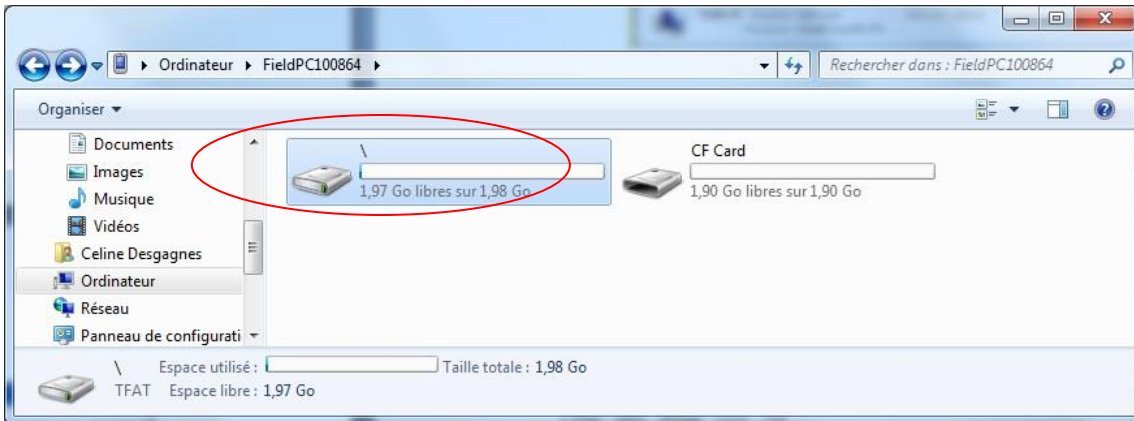 Ordinateur FieldPC100864
Rechercher dans : FieldPC100864
Organiser
Documents
Images
Musique
Vidéos
Celine Desgagnes
Ordinateur
Réseau
Panneau de configurati
\
1,97 Go libres sur 1,98 Go
CF Card
1,90 Go libres sur 1,90 Go
\ Espace utilisé : Taille totale : 1,98 Go
TFAT Espace libre : 1,97 Go